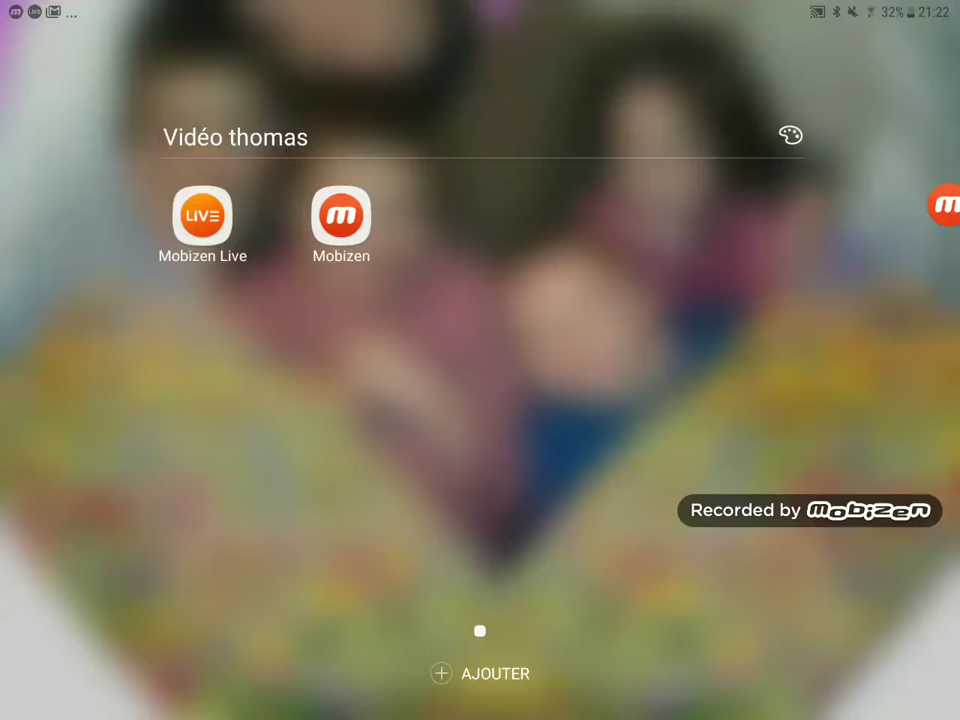 32% 21:22
Vidéo thomas
LIVE
m
m
Mobizen Live
Mobizen
Recorded by mobizen
AJOUTER